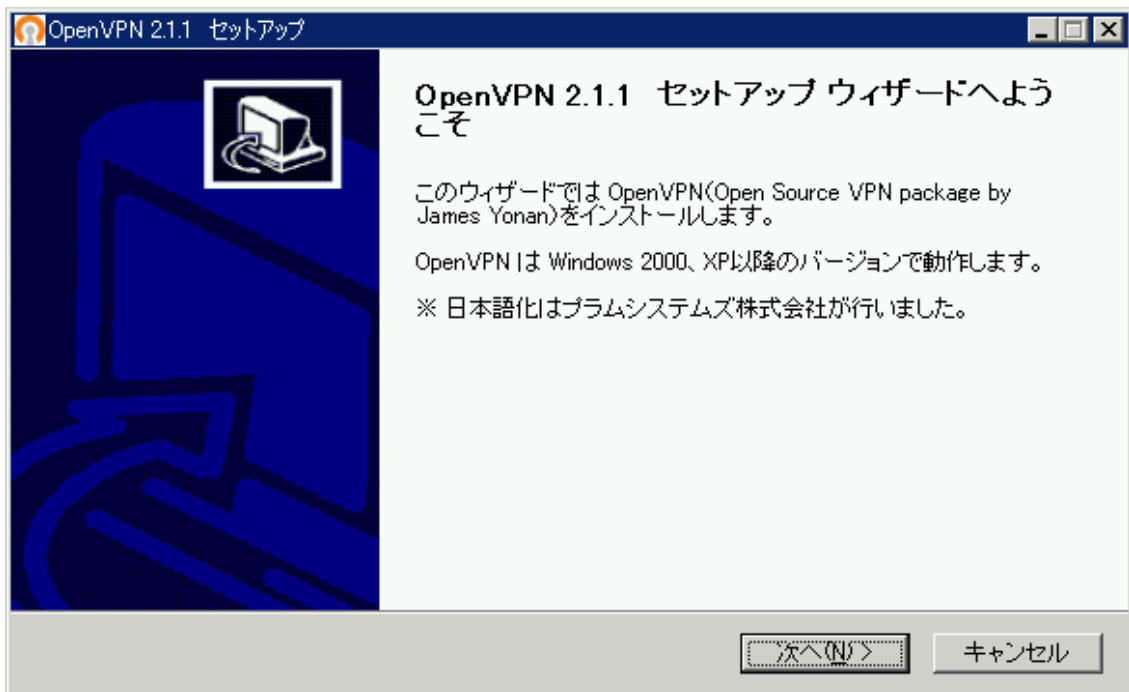 OpenVPN 2.1.1 セットアップ
OpenVPN 2.1.1 セットアップ ウィザードへよう
こそ
このウィザードでは OpenVPN(Open Source VPN package by
James Yonan)をインストールします。
OpenVPN は Windows 2000、XP以降のバージョンで動作します。
※ 日本語化はプラムシステムズ株式会社が行いました。
次へ(N) >
キャンセル